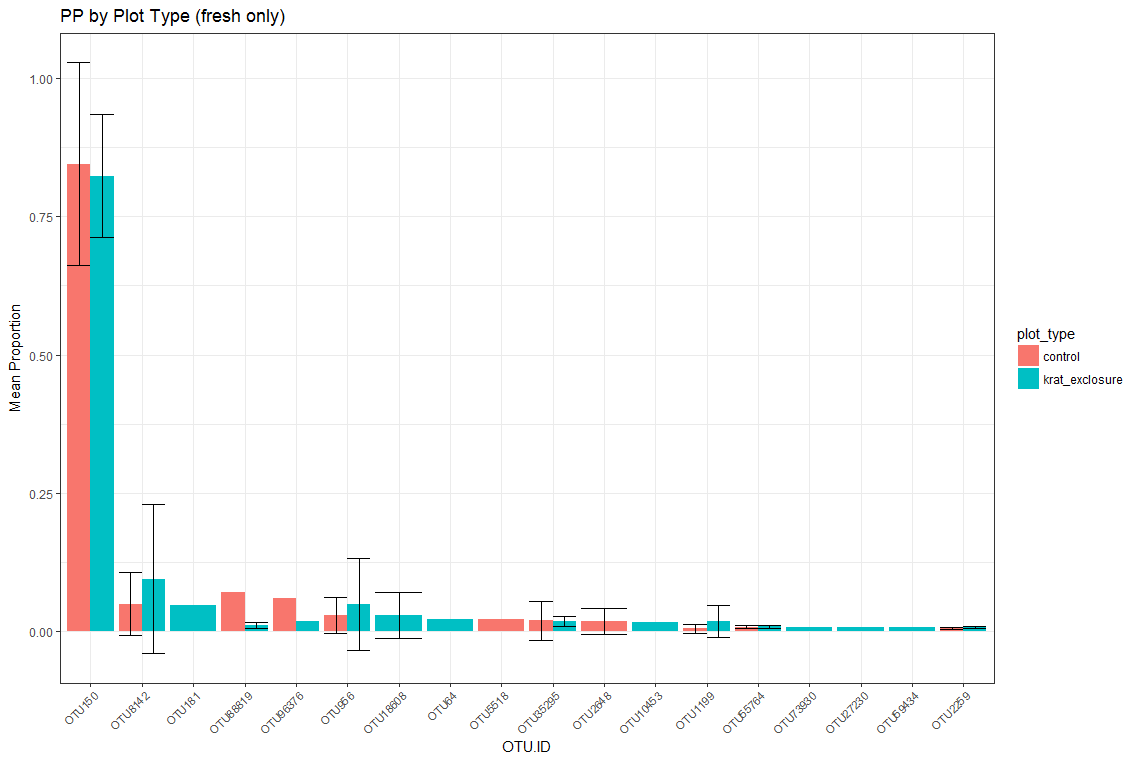 PP by Plot Type (fresh only)
Mean Proportion
1.00
0.75
0.50
0.25
0.00
OTU150
OTU8142
OTU181
OTU88819
OTU96376
OTU956
OTU18608
OTU64
OTU5518
OTU35295
OTU2648
OTU10453
OTU1199
OTU55764
OTU73930
OTU27230
OTU59434
OTU2259
OTU.ID
plot_type
control
krat_exclosure